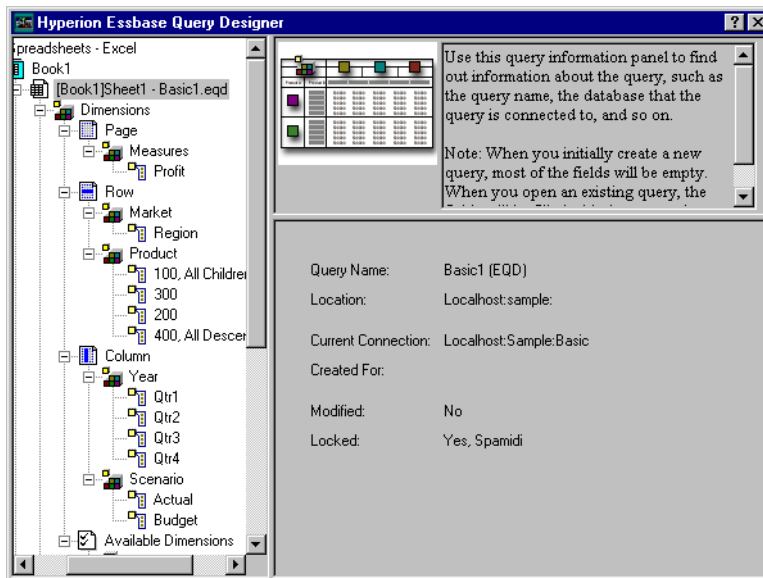 Hyperion Essbase Query Designer
preadsheets - Excel
Book1
[Book1]Sheet1 - Basic1.eqd
Dimensions
Page
Measures
Profit
Row
Market
Region
Product
100, All Childre
300
200
400, All Descer
Column
Year
Qtr1
Qtr2
Qtr3
Qtr4
Scenario
Actual
Budget
Available Dimensions
Use this query information panel to find
out information about the query, such as
the query name, the database that the
query is connected to, and so on.
Note: When you initially create a new
query, most of the fields will be empty.
When you open an existing query, the
Query Name: Basic1 (EQD)
Location: Localhost:sample:
Current Connection: Localhost:Sample:Basic
Created For:
Modified: No
Locked: Yes, Spamidi